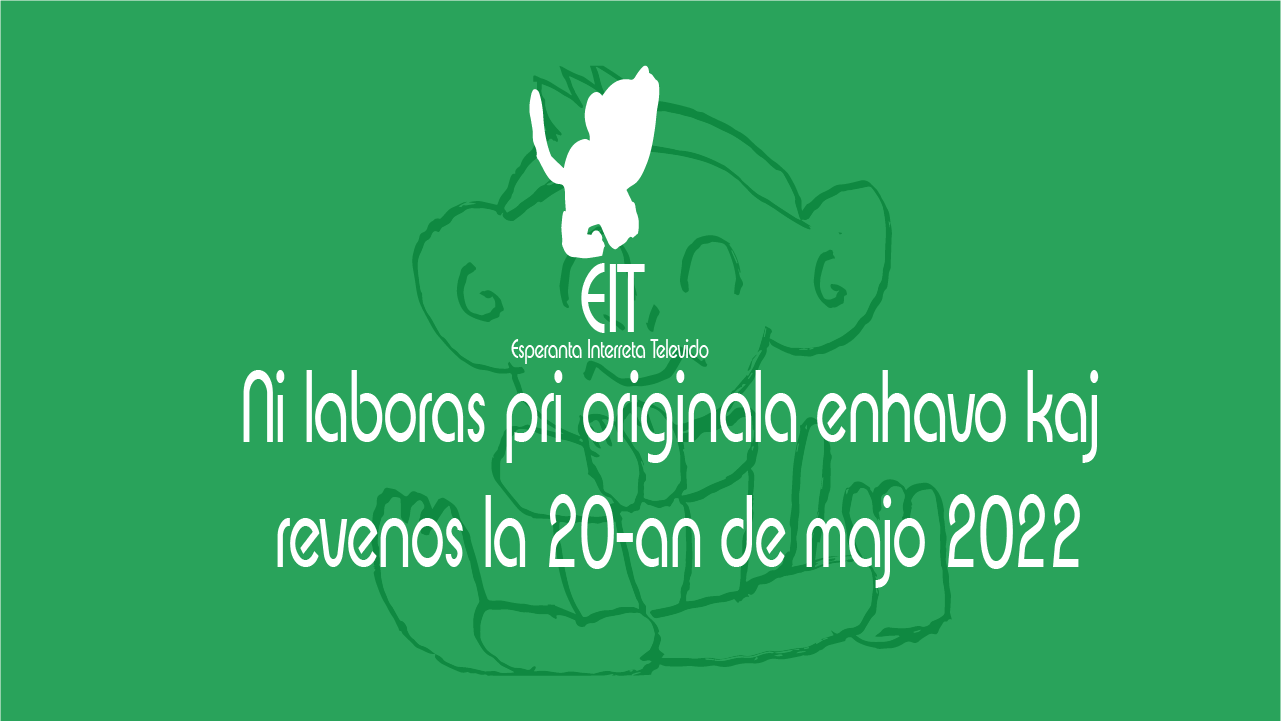 EIT
Esperanta Interreta Televido
Ni laboras pri originala enhavo kaj
revenos la 20-an de majo 2022